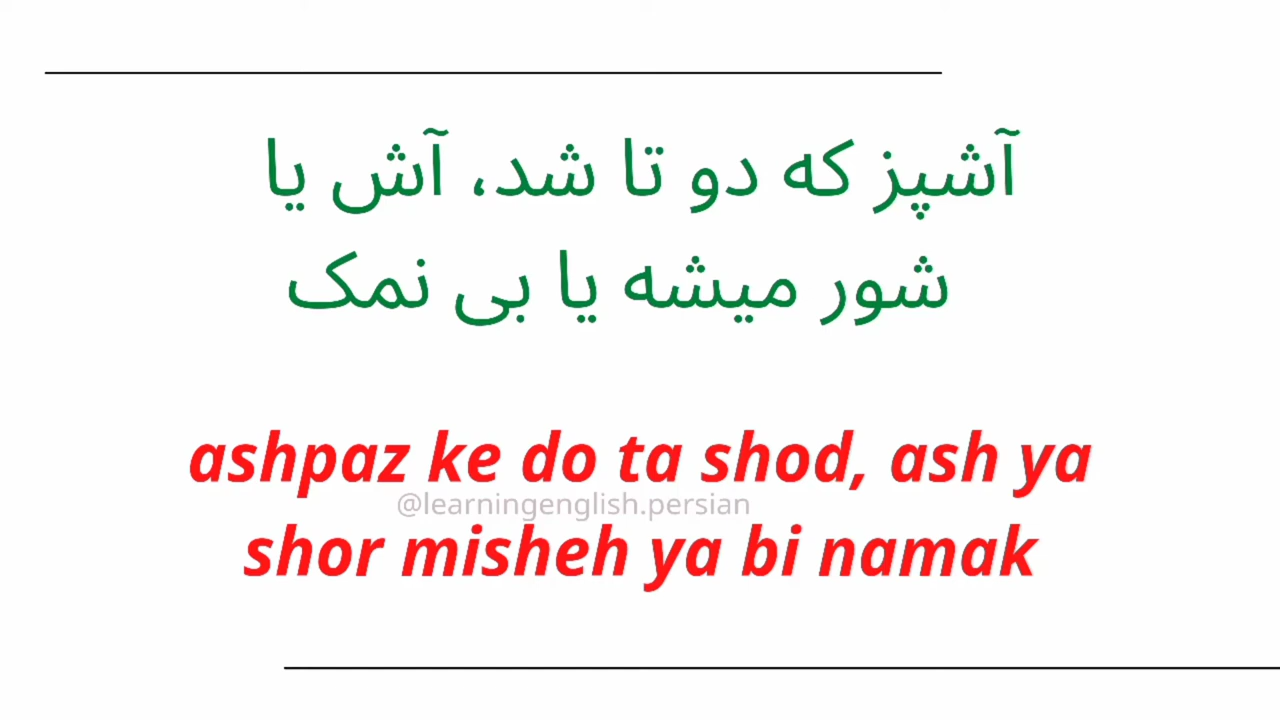 آشپز که دو تا شد، آش یا
شور میشه یا بی نمک
ashpaz ke do ta shod, ash ya
@learningenglish.persian
shor misheh ya bi namak